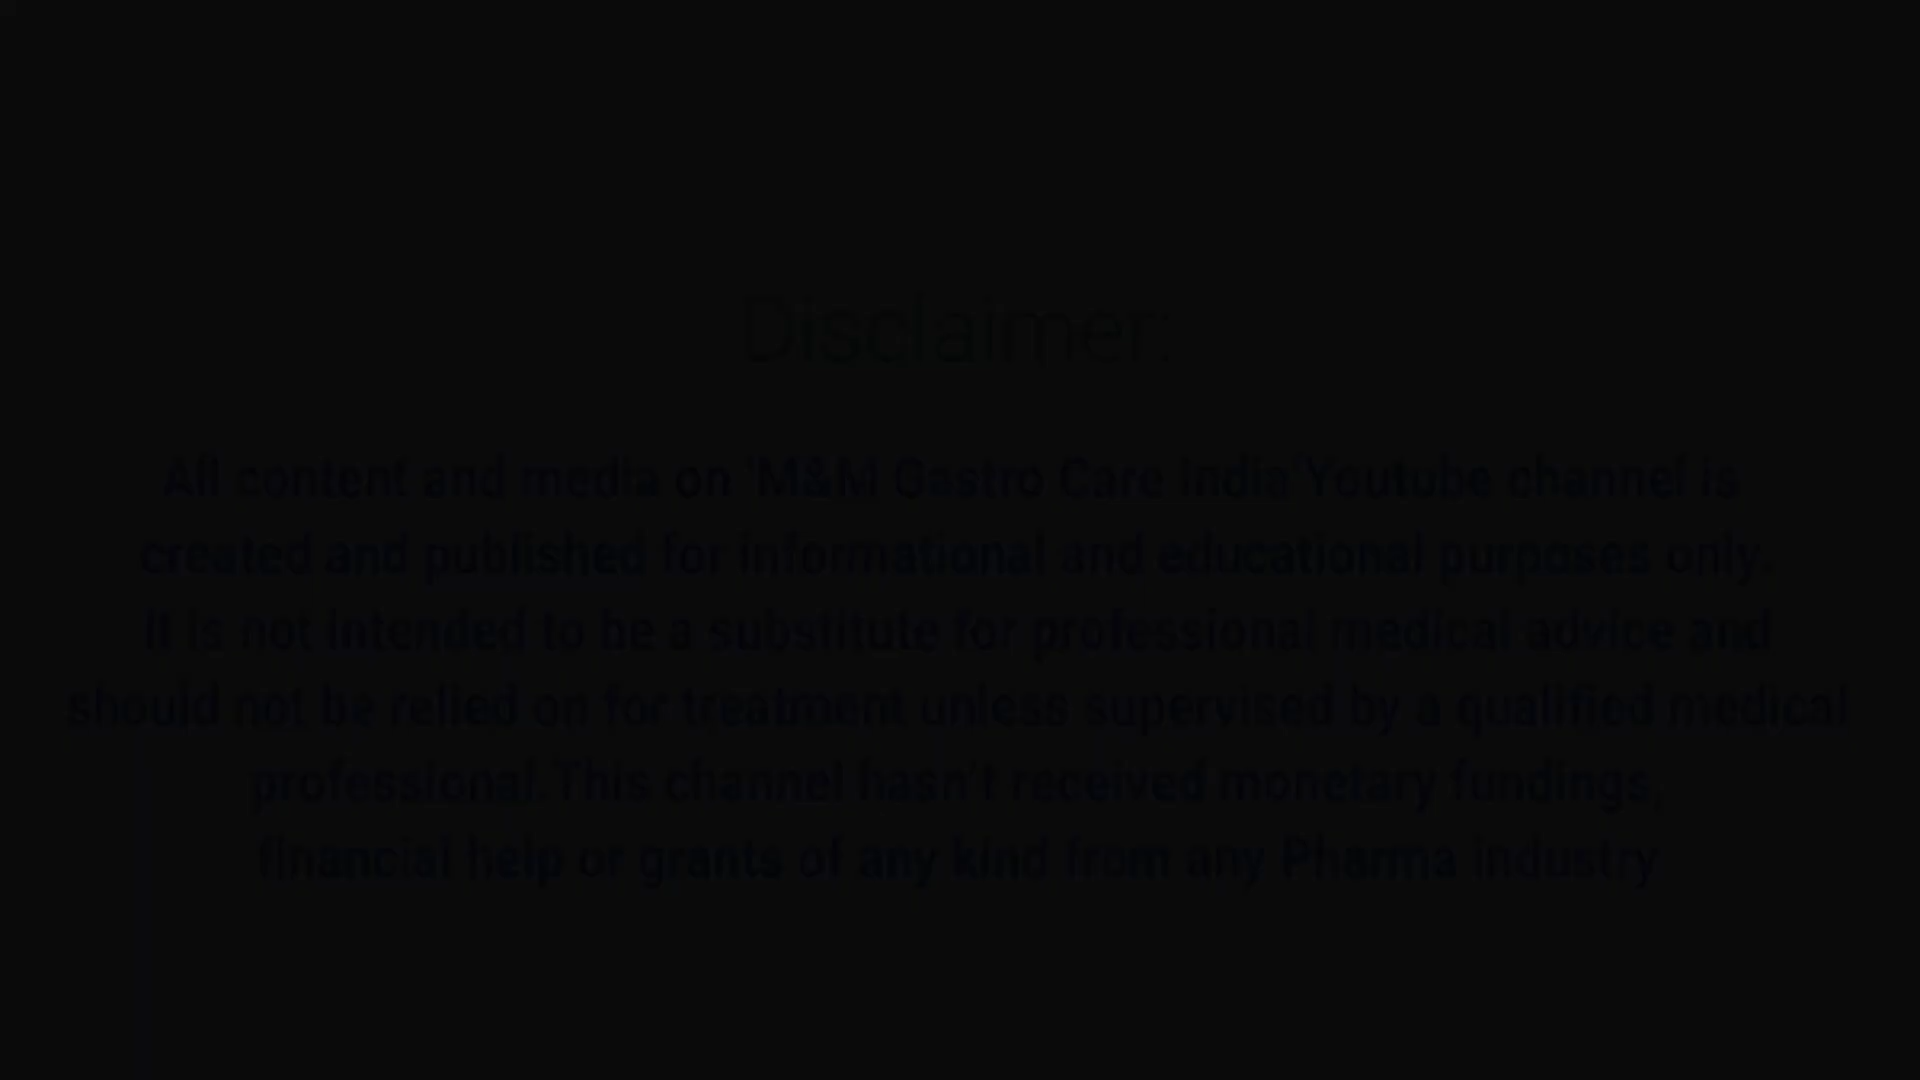 Disclaimer:
All content and media on 'M&M Gastro Care India'Youtube channel is
created and published for informational and educational purposes only.
It is not intended to be a substitute for professional medical advice and
should not be relied on for treatment unless supervised by a qualified medical
professional.This channel hasn't received monetary fundings,
financial help or grants of any kind from any Pharma Industry